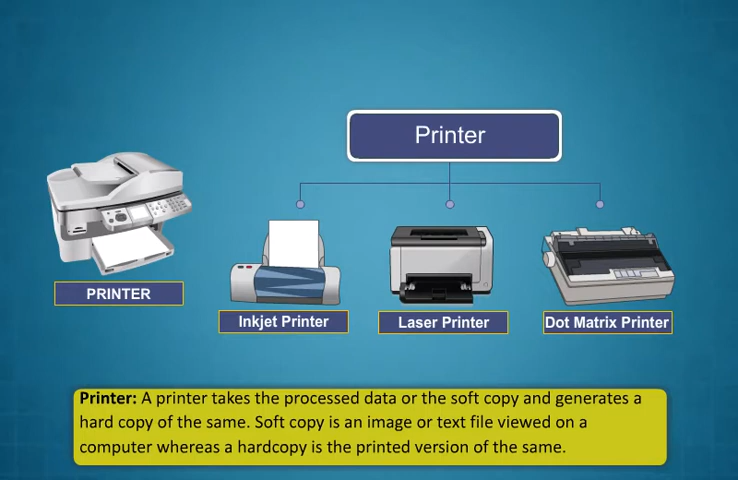 Printer
PRINTER
Inkjet Printer
Laser Printer
Dot Matrix Printer
Printer: A printer takes the processed data or the soft copy and generates a
hard copy of the same. Soft copy is an image or text file viewed on a
computer whereas a hardcopy is the printed version of the same.